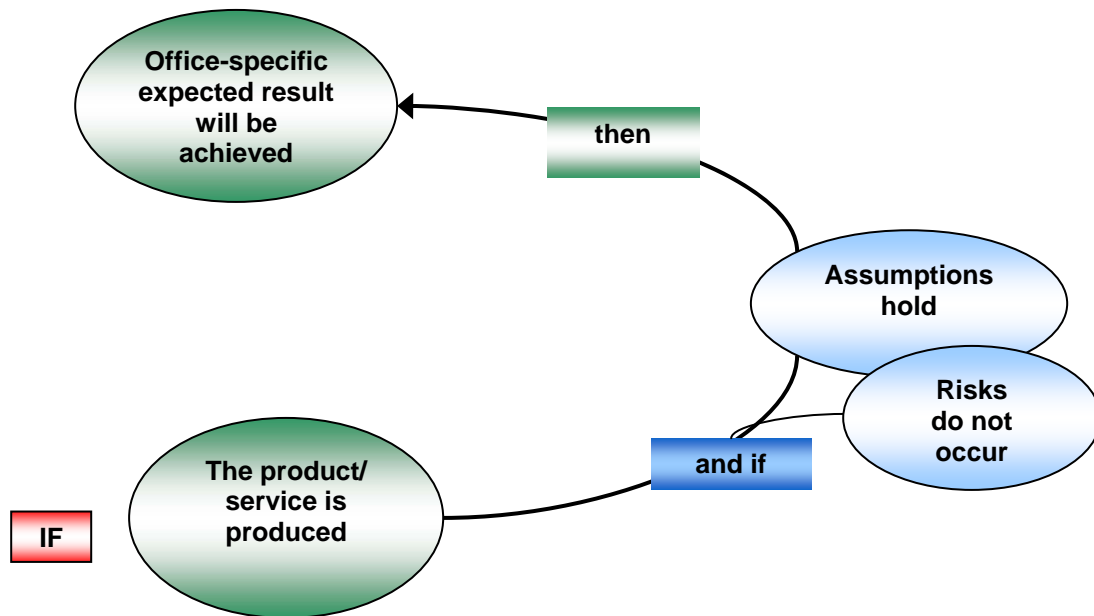 Office-specific
expected result
will be
achieved
then
Assumptions
hold
Risks
do not
occur
and if
The product/
service is
produced
IF